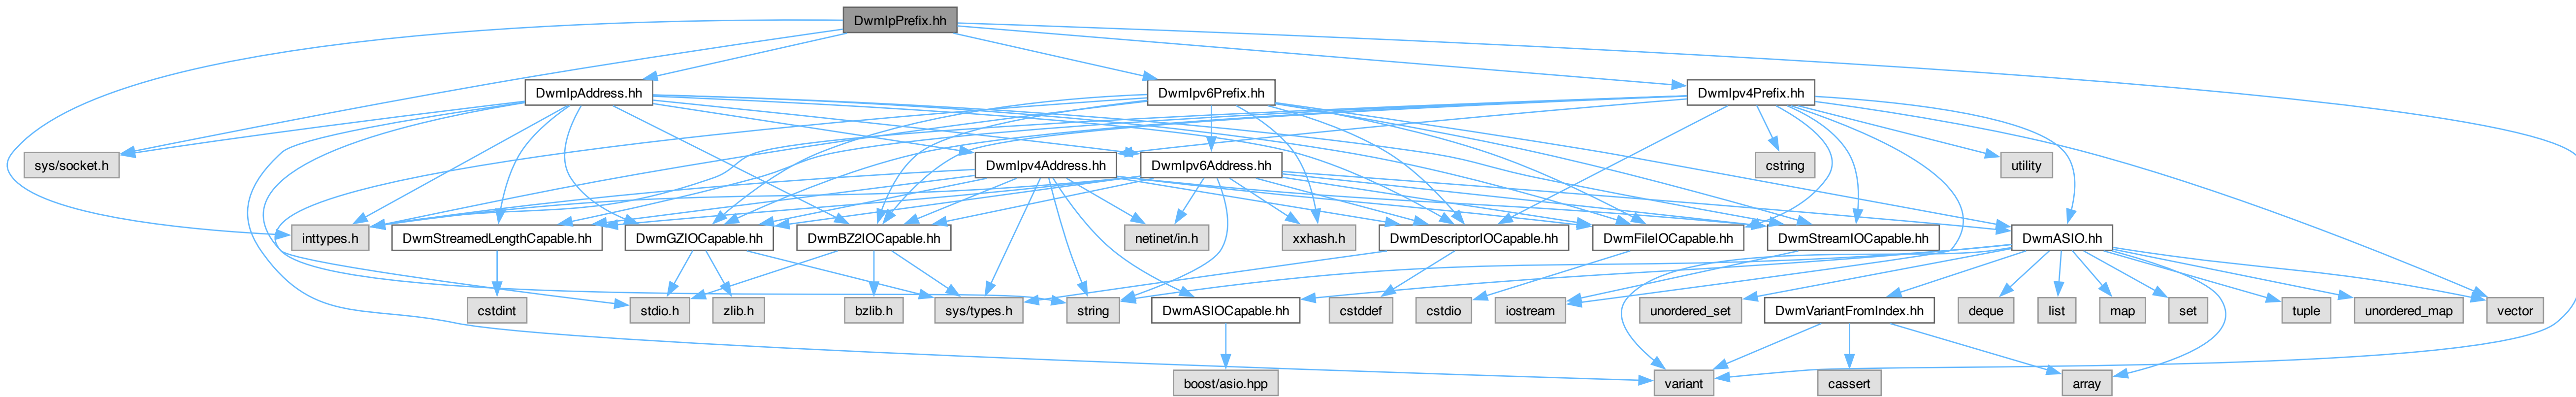 DwmIpPrefix.hh
DwmIpAddress.hh
DwmIpv6Prefix.hh
DwmIpv4Prefix.hh
sys/socket.h
DwmIpv4Address.hh
DwmIpv6Address.hh
cstring
utility
inttypes.h
DwmStreamedLengthCapable.hh
DwmGZIOCapable.hh
DwmBZ2IOCapable.hh
netinet/in.h
xxhash.h
DwmDescriptorIOCapable.hh
DwmFileIOCapable.hh
DwmStreamIOCapable.hh
DwmASIO.hh
cstdint
stdio.h
zlib.h
bzlib.h
sys/types.h
string
DwmASIOCapable.hh
cstddef
cstdio
iostream
unordered_set
DwmVariantFromIndex.hh
deque
list
map
set
tuple
unordered_map
vector
boost/asio.hpp
variant
cassert
array